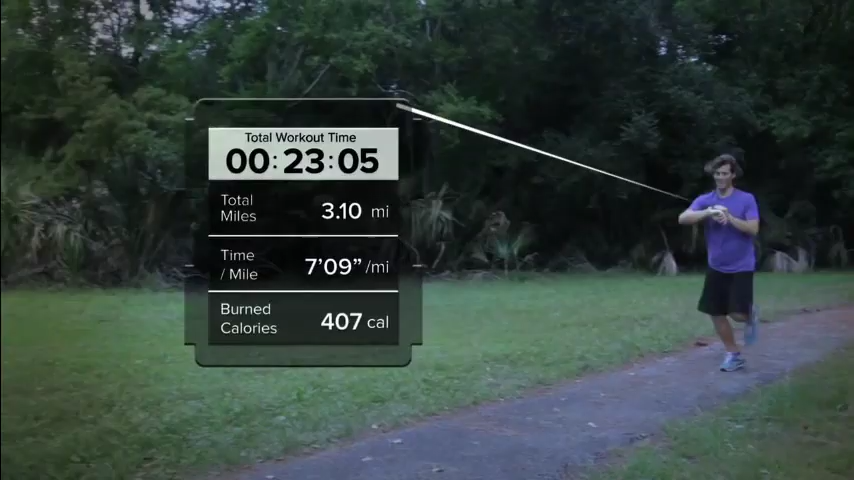 Total Workout Time
00:23:05
Total
Miles
3.10 mi
Time
/ Mile
7’09” /mi
Burned
Calories
407 cal